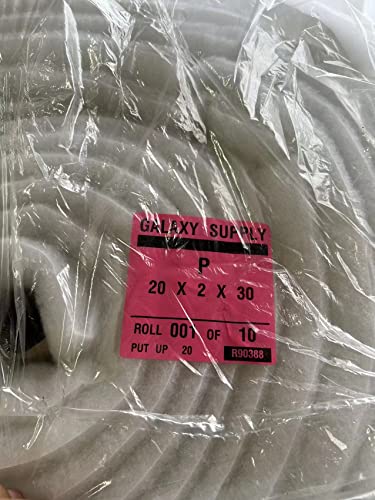 GALAXY SUPPLY
P
20 X 2 X 30
ROLL 001 OF 10
PUT UP 20 R90388